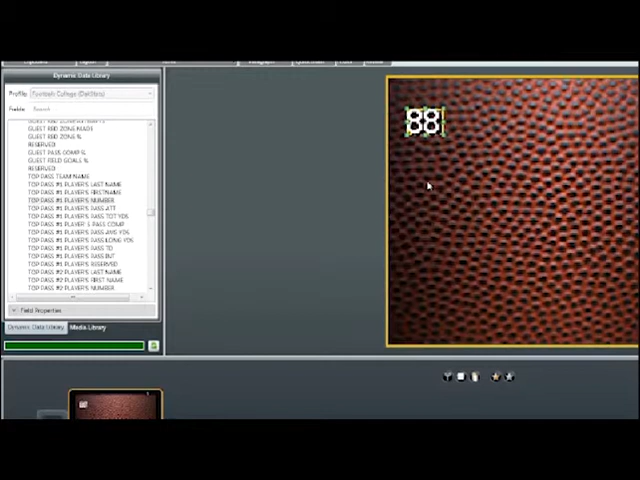 Dynamic Data Library
Profile: Football College (DakStats)
Fields: Search
GUEST RED ZONE MADE
GUEST RED ZONE %
RESERVED
GUEST PASS COMP %
GUEST FIELD GOALS %
RESERVED
TOP PASS TEAM NAME
TOP PASS #1 PLAYER'S LAST NAME
TOP PASS #1 PLAYER'S FIRSTNAME
TOP PASS #1 PLAYER'S NUMBER
TOP PASS #1 PLAYER'S PASS ATT
TOP PASS #1 PLAYER'S PASS TOT YDS
TOP PASS #1 PLAYER'S PASS COMP
TOP PASS #1 PLAYER'S PASS AVG YDS
TOP PASS #1 PLAYER'S PASS LONG YDS
TOP PASS #1 PLAYER'S PASS TD
TOP PASS #1 PLAYER'S PASS INT
TOP PASS #1 PLAYER'S RESERVED
TOP PASS #2 PLAYER'S LAST NAME
TOP PASS #2 PLAYER'S FIRST NAME
TOP PASS #2 PLAYER'S NUMBER
Field Properties
Dynamic Data Library Media Library
88